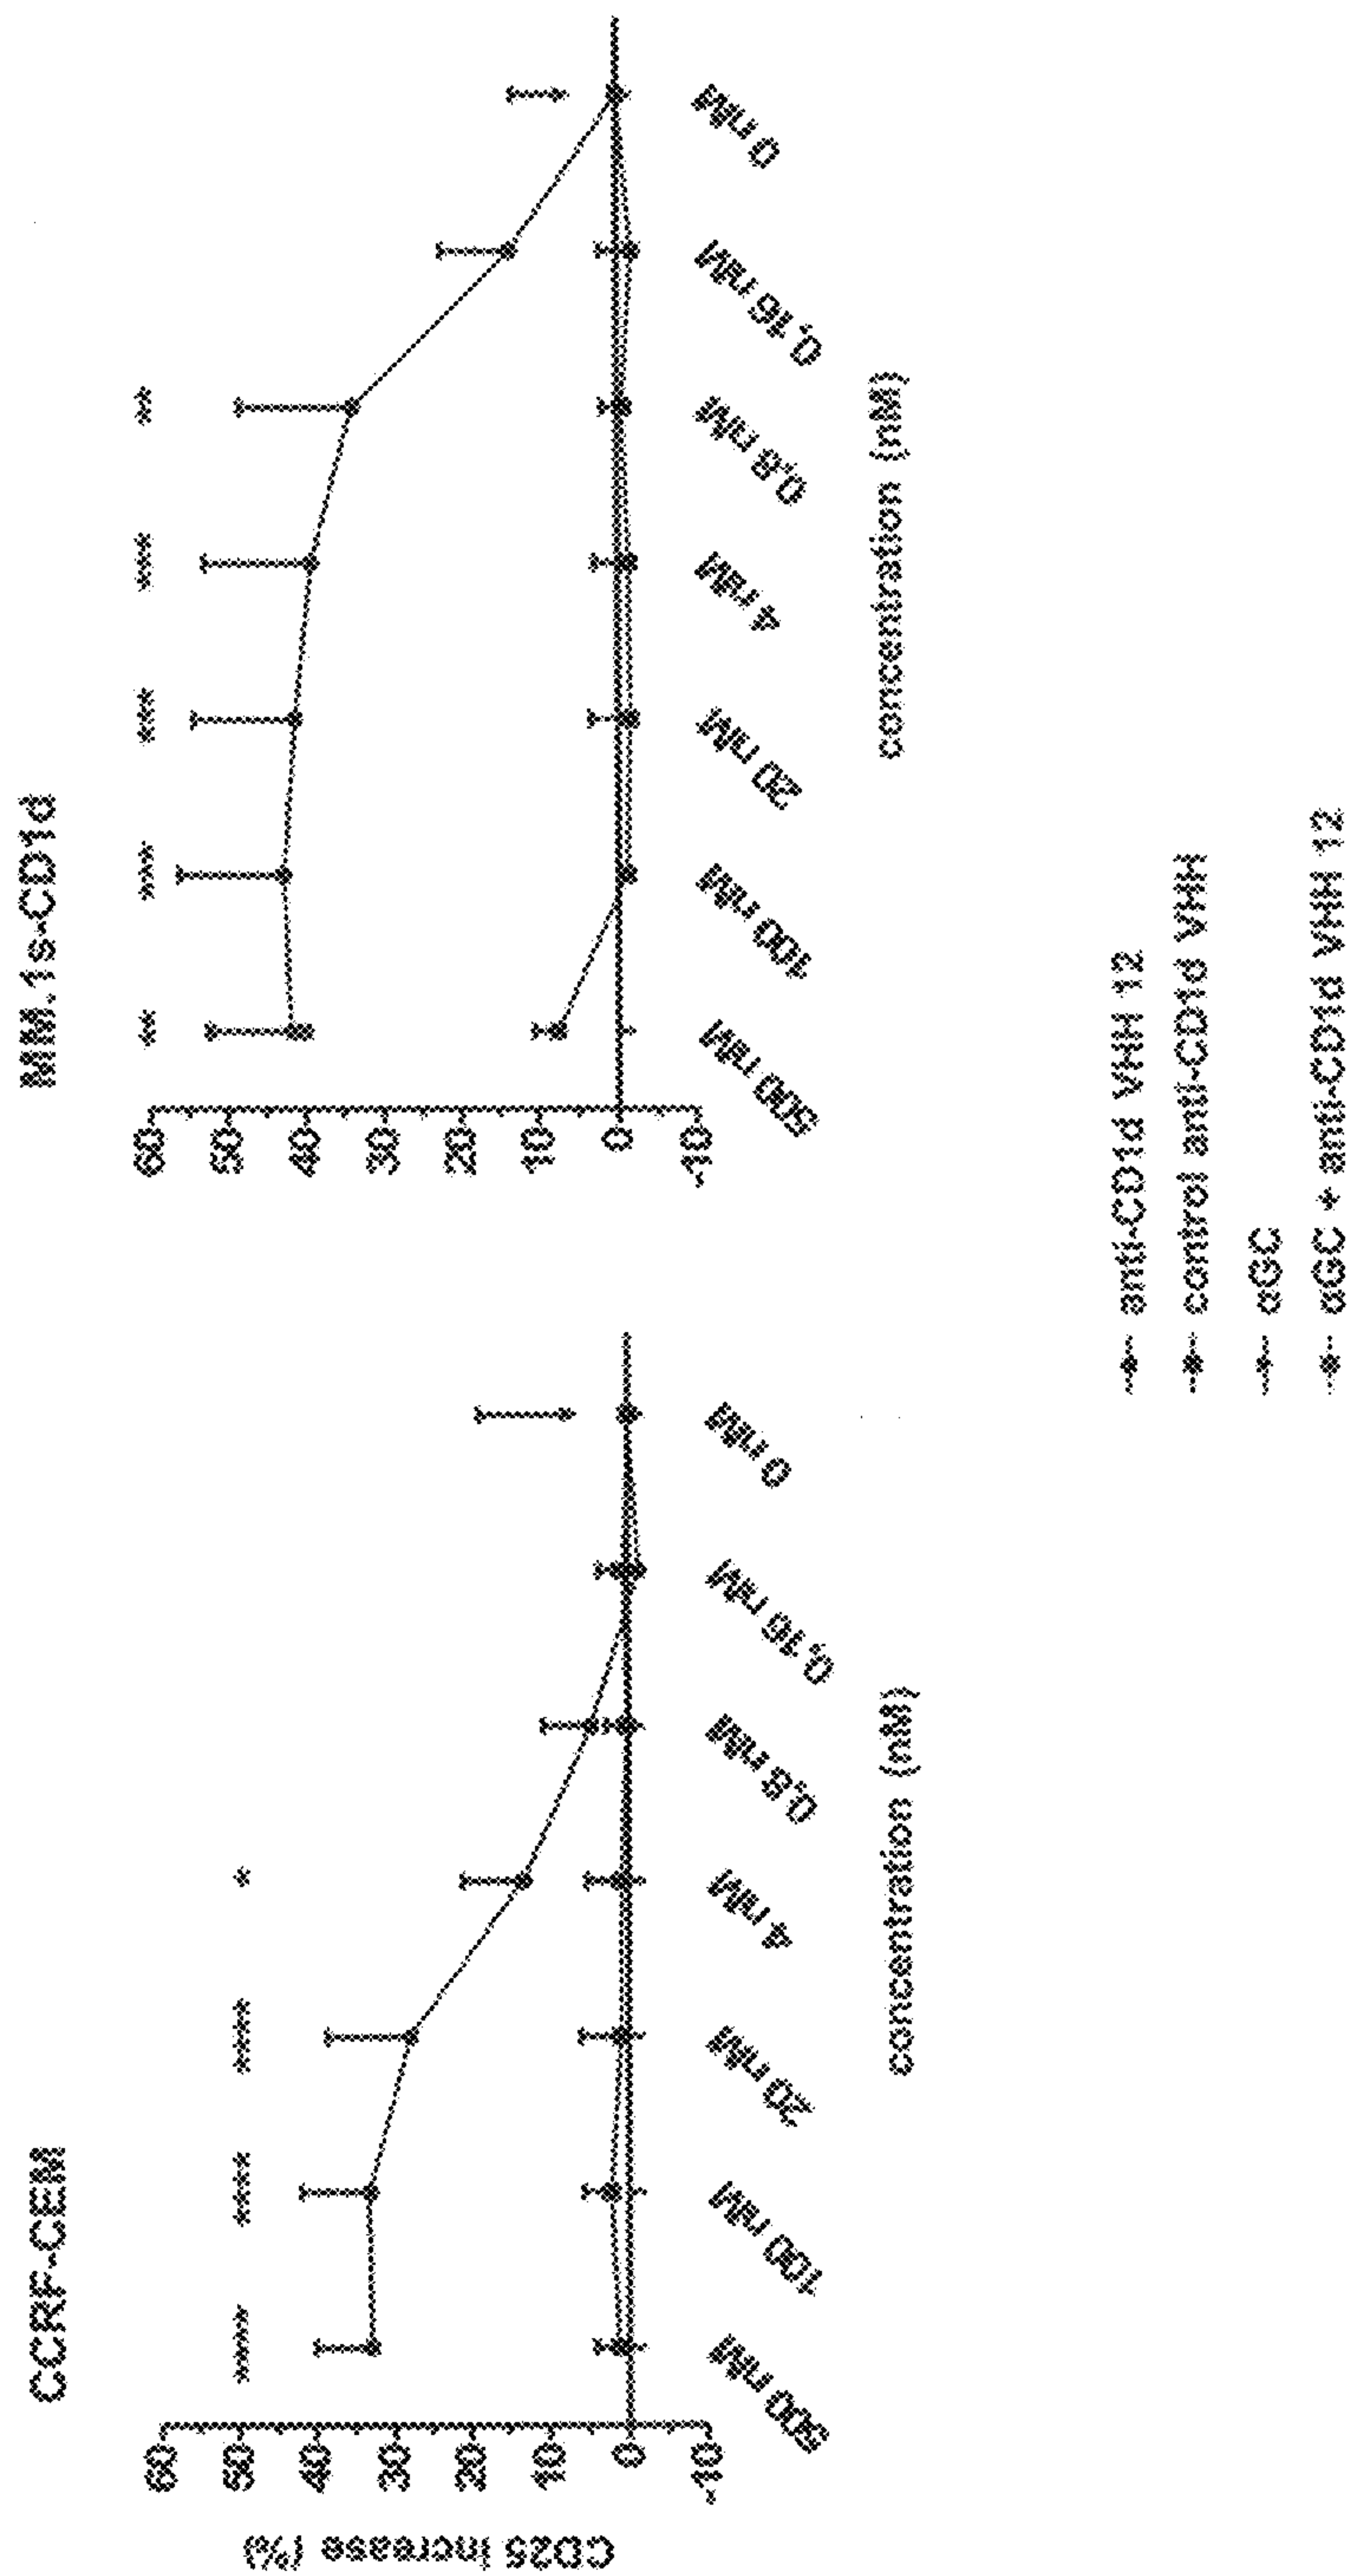 CCRF-CEM
CD25 increase (%)
60
50
40
30
20
10
0
-10
500 nM
100 nM
20 nM
4 nM
0,8 nM
0,16 nM
0 nM
concentration (nM)
****
****
****
*
MM.1s-CD1d
60
50
40
30
20
10
0
-10
500 nM
100 nM
20 nM
4 nM
0,8 nM
0,16 nM
0 nM
concentration (nM)
**
***
***
***
**
anti-CD1d VHH 12
control anti-CD1d VHH
αGC
αGC + anti-CD1d VHH 12